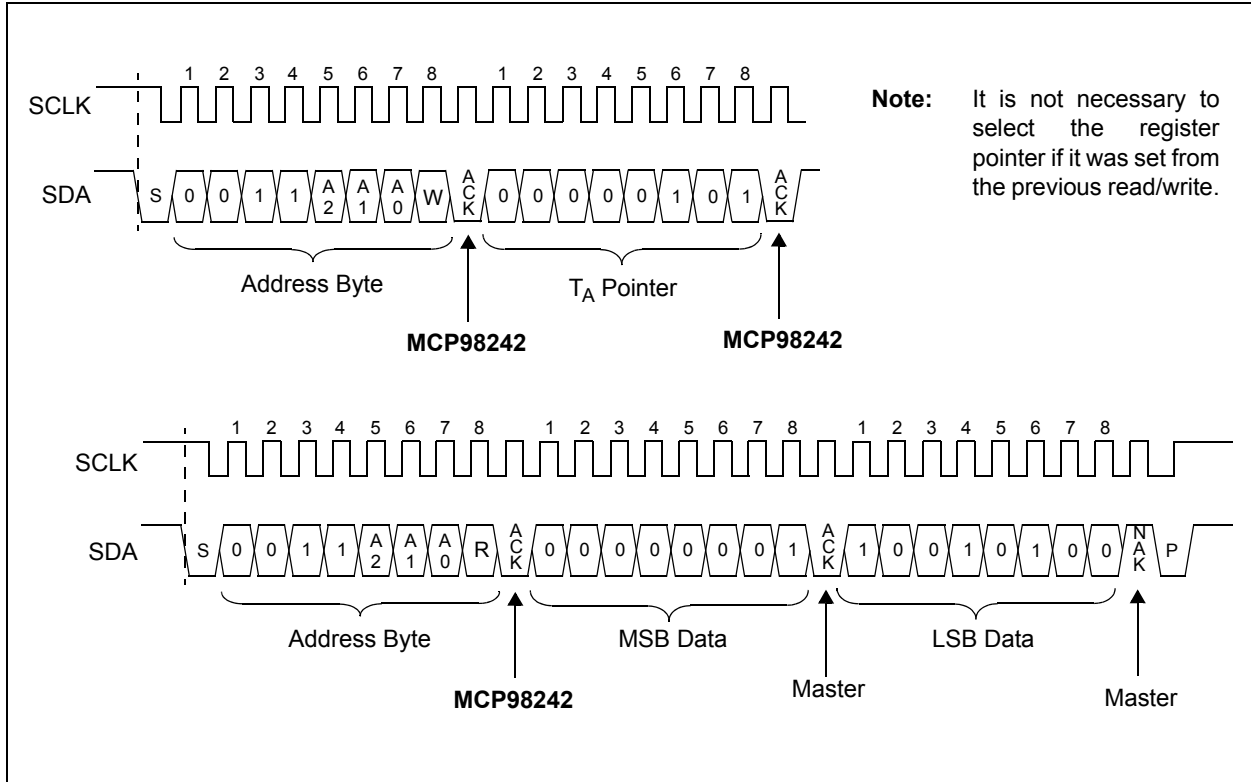 1 2 3 4 5 6 7 8 1 2 3 4 5 6 7 8
SCLK
SDA
S 0 0 1 1 A2 A1 A0 W ACK 0 0 0 0 0 1 0 1 ACK
Address Byte
TA Pointer
MCP98242
MCP98242
Note: It is not necessary to
select the register
pointer if it was set from
the previous read/write.
1 2 3 4 5 6 7 8 1 2 3 4 5 6 7 8 1 2 3 4 5 6 7 8
SCLK
SDA
S 0 0 1 1 A2 A1 A0 R ACK 0 0 0 0 0 0 0 1 ACK 1 0 0 1 0 1 0 0 NAK P
Address Byte
MSB Data
LSB Data
MCP98242
Master
Master